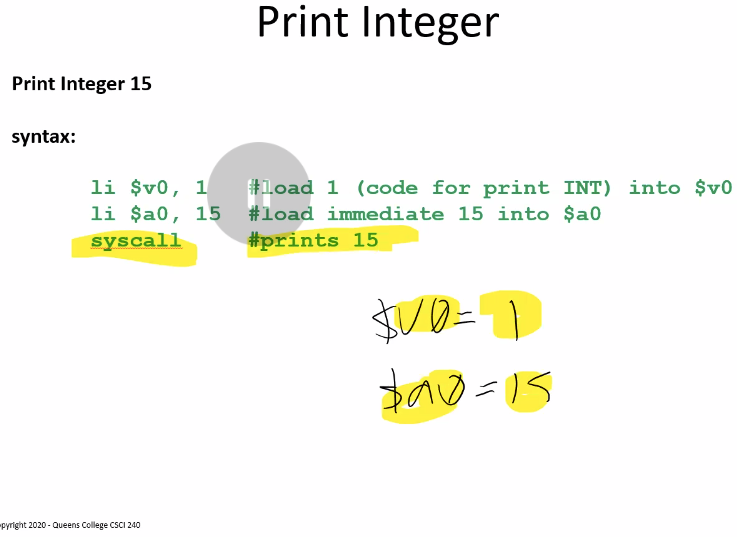 Print Integer
Print Integer 15
syntax:
li $v0, 1 #load 1 (code for print INT) into $v0
li $a0, 15 #load immediate 15 into $a0
syscall #prints 15
$v0 = 1
$a0 = 15
pyright 2020 - Queens College CSCI 240